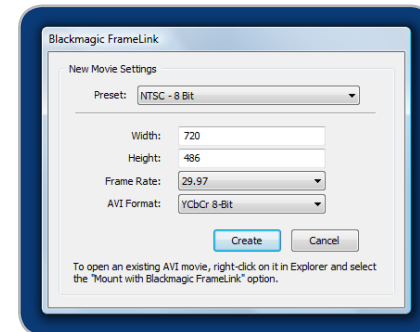 Blackmagic FrameLink
New Movie Settings
Preset: NTSC - 8 Bit
Width: 720
Height: 486
Frame Rate: 29.97
AVI Format: YCbCr 8-Bit
Create Cancel
To open an existing AVI movie, right-click on it in Explorer and select
the "Mount with Blackmagic FrameLink" option.